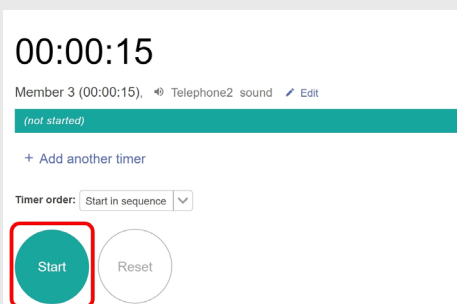 00:00:15
Member 3 (00:00:15), Telephone2 sound Edit
(not started)
+ Add another timer
Timer order: Start in sequence
Start Reset